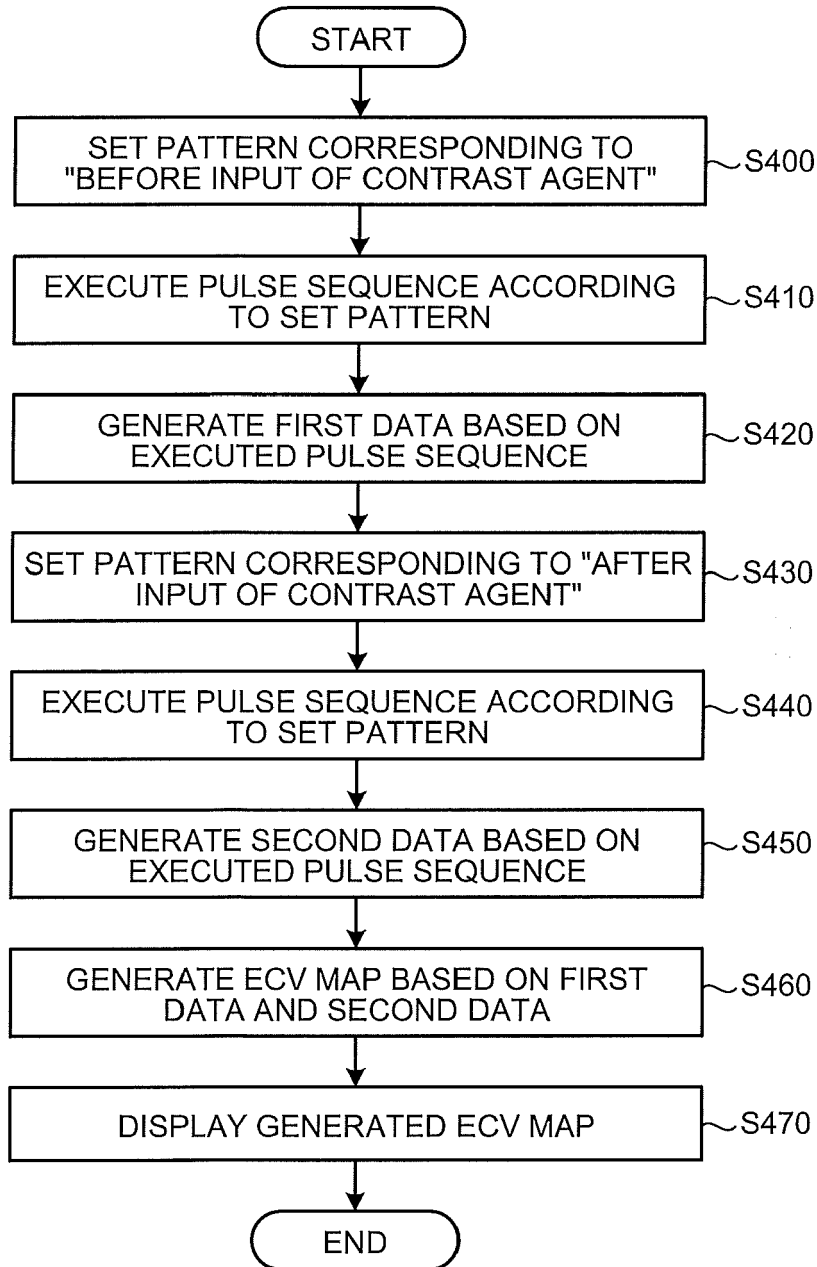 START
SET PATTERN CORRESPONDING TO
"BEFORE INPUT OF CONTRAST AGENT"
S400
EXECUTE PULSE SEQUENCE ACCORDING
TO SET PATTERN
S410
GENERATE FIRST DATA BASED ON
EXECUTED PULSE SEQUENCE
S420
SET PATTERN CORRESPONDING TO "AFTER
INPUT OF CONTRAST AGENT"
S430
EXECUTE PULSE SEQUENCE ACCORDING
TO SET PATTERN
S440
GENERATE SECOND DATA BASED ON
EXECUTED PULSE SEQUENCE
S450
GENERATE ECV MAP BASED ON FIRST
DATA AND SECOND DATA
S460
DISPLAY GENERATED ECV MAP
S470
END